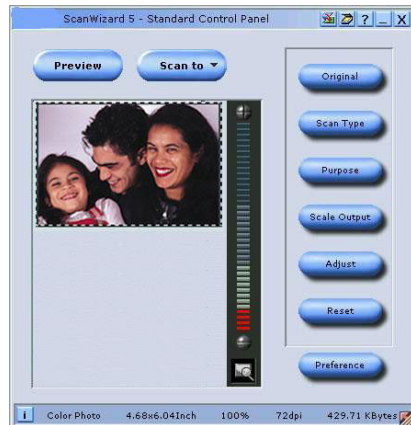 ScanWizard 5 - Standard Control Panel
? _ X
Preview
Scan to
Original
Scan Type
Purpose
Scale Output
Adjust
Reset
Preference
i Color Photo 4.68x6.04Inch 100% 72dpi 429.71 KBytes